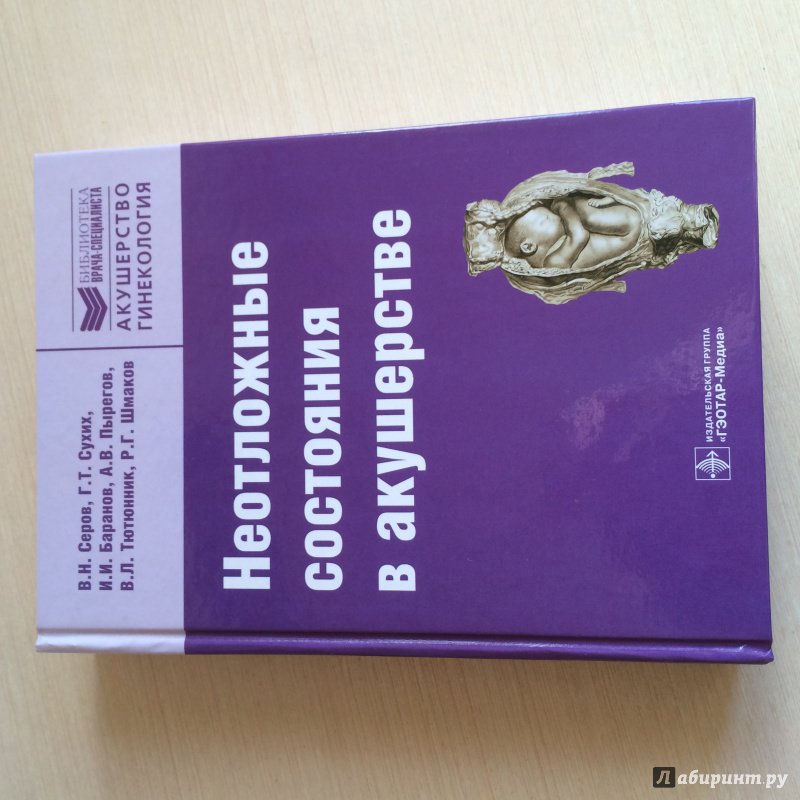 В.Н. Серов, Г.Т. Сухих,
И.И. Баранов, А.В. Пырегов,
В.Л. Тютюнник, Р.Г. Шмаков
БИБЛИОТЕКА
ВРАЧА-СПЕЦИАЛИСТА
АКУШЕРСТВО
ГИНЕКОЛОГИЯ
Неотложные
состояния
в акушерстве
ИЗДАТЕЛЬСКАЯ ГРУППА
«ГЭОТАР-Медиа»
Лабиринт.ру